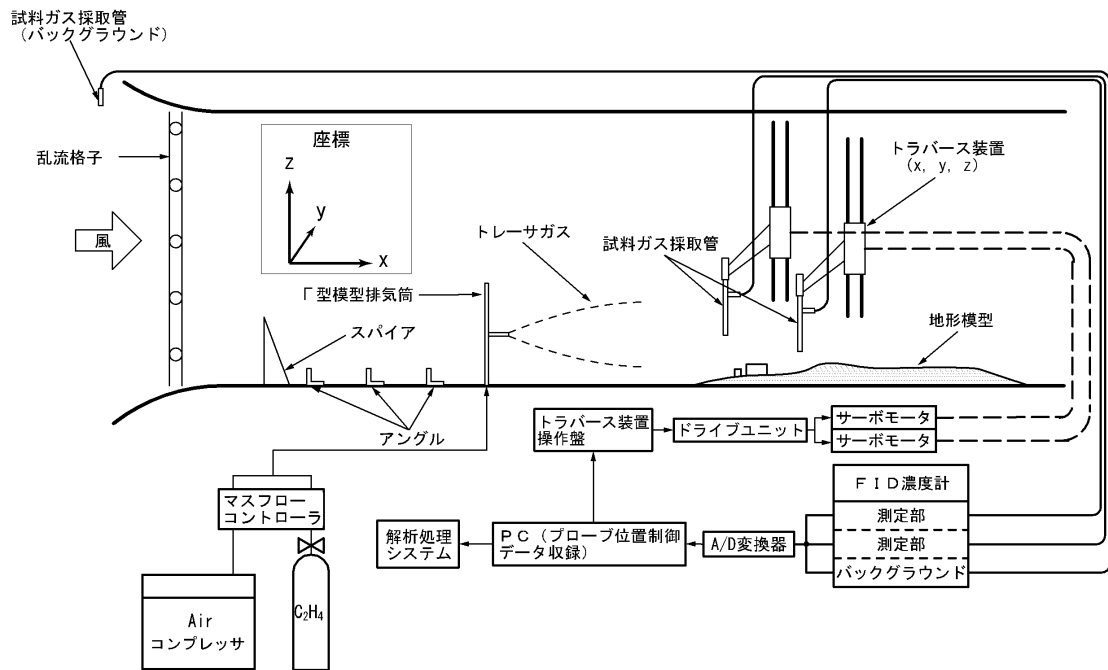 試料ガス採取管
(バックグラウンド)
乱流格子
風
座標
z
y
x
トレーサガス
Γ型模型排気筒
スパイア
アングル
トラバース装置
(x, y, z)
試料ガス採取管
地形模型
トラバース装置
操作盤
ドライブユニット
サーボモータ
サーボモータ
マスフロー
コントローラ
Air
コンプレッサ
C₂H₄
解析処理
システム
PC(プローブ位置制御
データ収録)
A/D変換器
FID濃度計
測定部
測定部
バックグラウンド